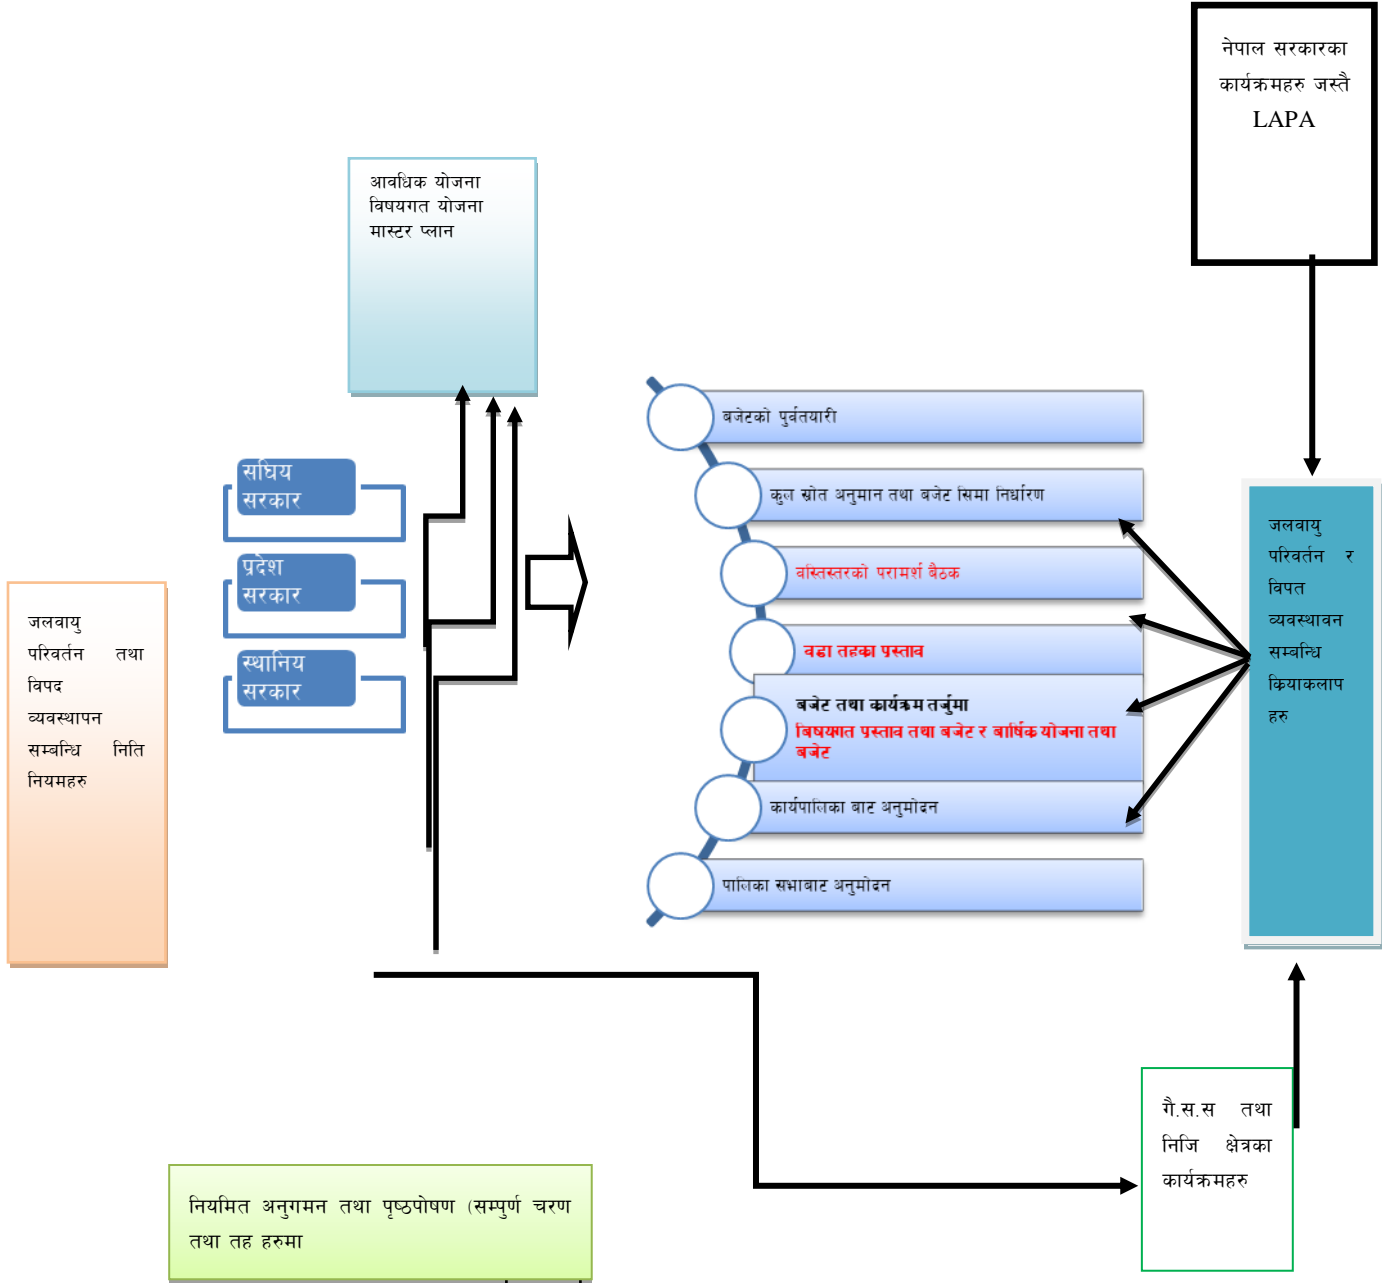 नेपाल सरकारका
कार्यक्रमहरु जस्तै
LAPA
आवधिक योजना
विषयगत योजना
मास्टर प्लान
बजेटको पुर्वतयारी
कुल स्रोत अनुमान तथा बजेट सिमा निर्धारण
वस्तिस्तरको परामर्श बैठक
वडा तहका प्रस्ताव
बजेट तथा कार्यक्रम तर्जुमा
बिषयगत प्रस्ताव तथा बजेट र बार्षिक योजना तथा
बजेट
कार्यपालिका बाट अनुमोदन
पालिका सभाबाट अनुमोदन
सघिय
सरकार
प्रदेश
सरकार
स्थानिय
सरकार
जलवायु
परिवर्तन तथा
विपद
व्यवस्थापन
सम्बन्धि निति
नियमहरु
जलवायु
परिवर्तन र
विपत
व्यवस्थावन
सम्बन्धि
क्रियाकलाप
हरु
गै.स.स तथा
निजि क्षेत्रका
कार्यक्रमहरु
नियमित अनुगमन तथा पृष्ठपोषण (सम्पुर्ण चरण
तथा तह हरुमा